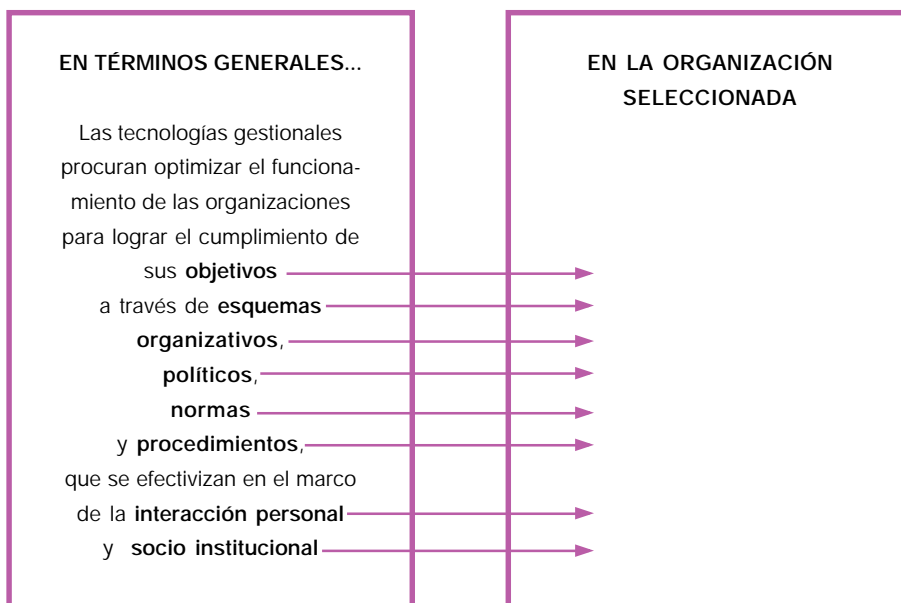 EN TÉRMINOS GENERALES...
Las tecnologías gestionales
procuran optimizar el funciona-
miento de las organizaciones
para lograr el cumplimiento de
sus objetivos
a través de esquemas
organizativos,
políticos,
normas
y procedimientos,
que se efectivizan en el marco
de la interacción personal
y socio institucional
EN LA ORGANIZACIÓN
SELECCIONADA